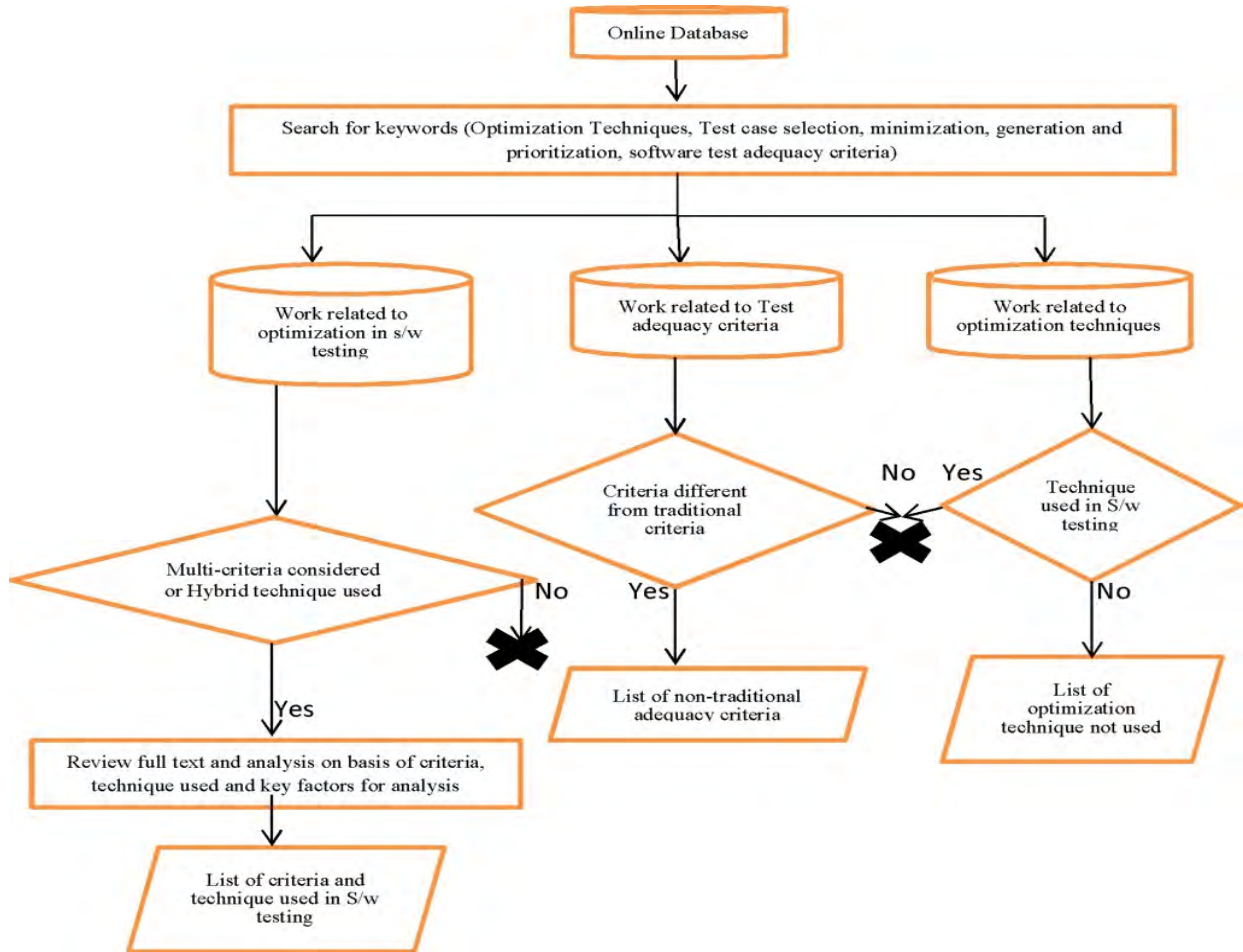 Online Database
Search for keywords (Optimization Techniques, Test case selection, minimization, generation and
prioritization, software test adequacy criteria)
Work related to
optimization in s/w
testing
Work related to Test
adequacy criteria
Work related to
optimization techniques
Multi-criteria considered
or Hybrid technique used
No
Yes
Criteria different
from traditional
criteria
No
Yes
Technique
used in S/w
testing
Yes
No
Review full text and analysis on basis of criteria,
technique used and key factors for analysis
List of criteria and
technique used in S/w
testing
List of non-traditional
adequacy criteria
List of
optimization
technique not used